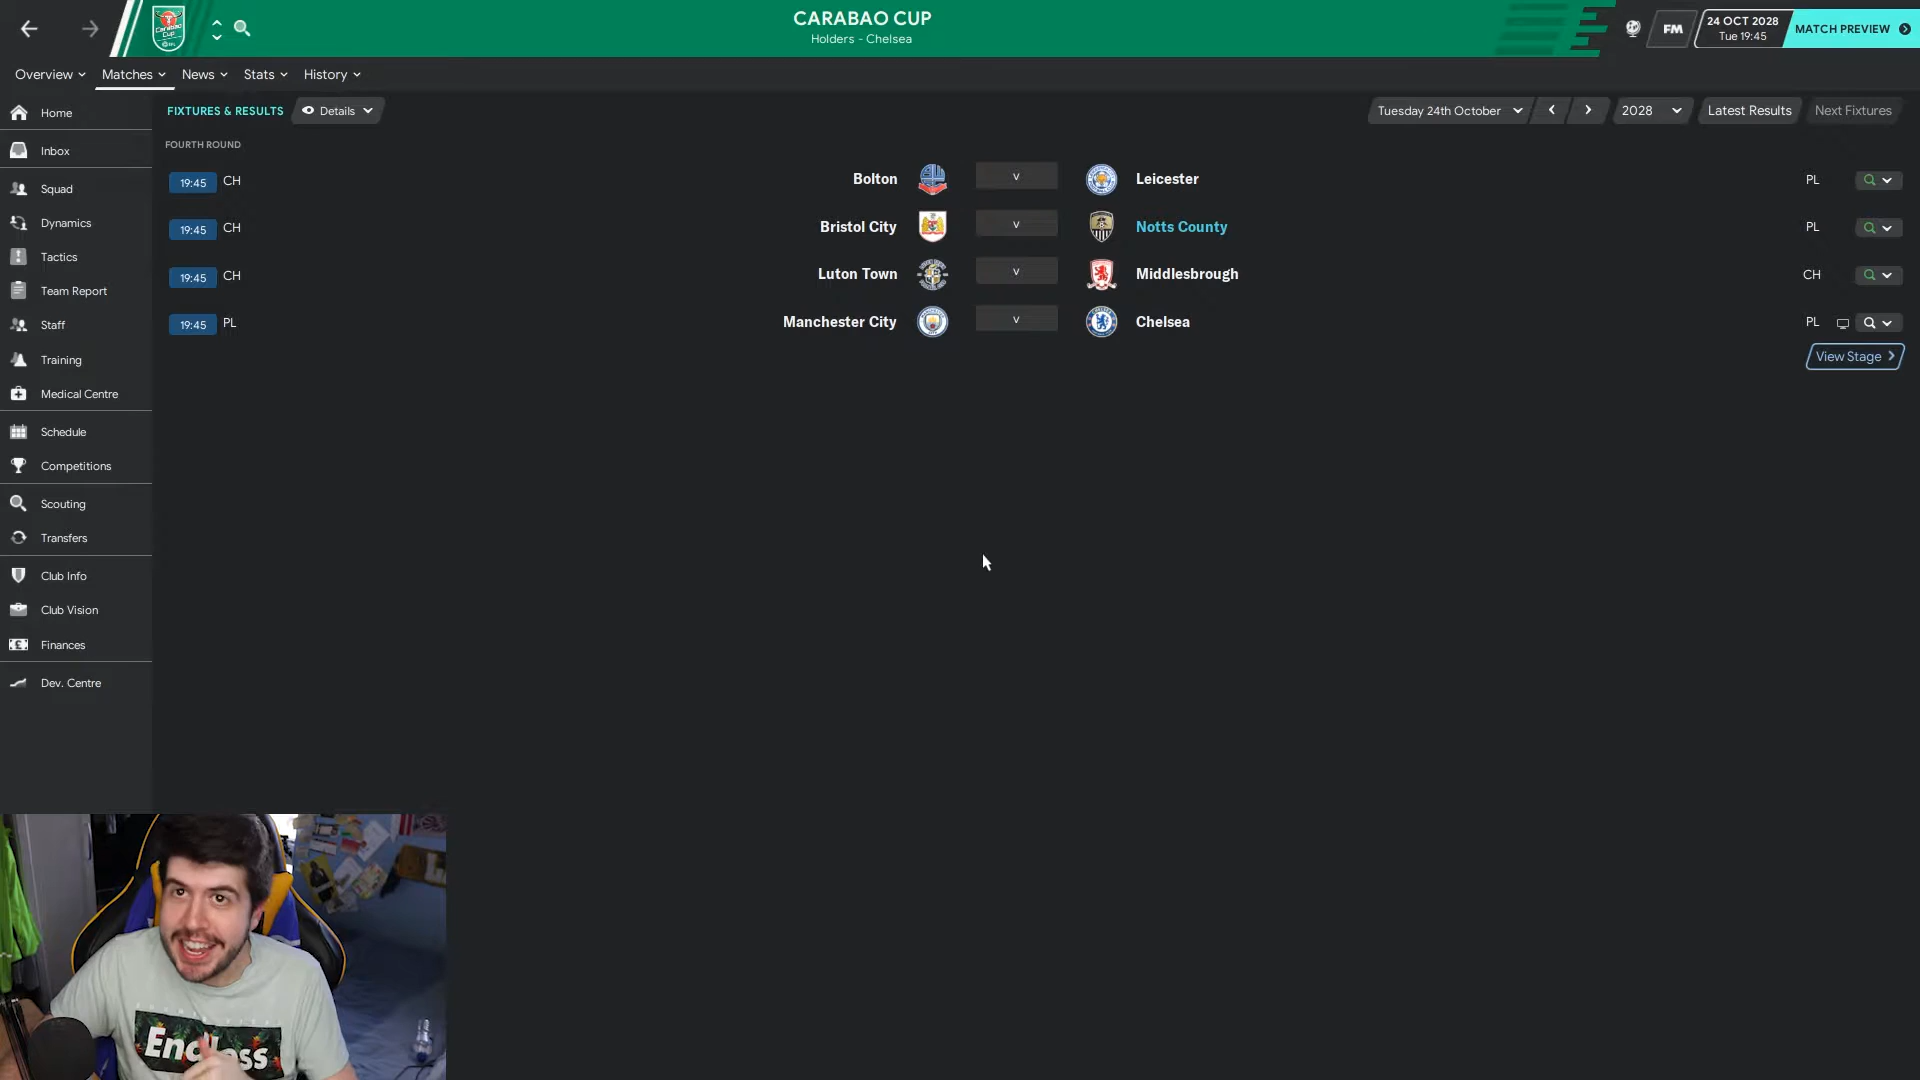 CARABAO CUP
Holders - Chelsea
FM
24 OCT 2028
Tue 19:45
MATCH PREVIEW
Overview
Matches
News
Stats
History
FIXTURES & RESULTS
Details
Tuesday 24th October
2028
Latest Results
Next Fixtures
FOURTH ROUND
19:45 CH Bolton v Leicester PL
19:45 CH Bristol City v Notts County PL
19:45 CH Luton Town v Middlesbrough CH
19:45 PL Manchester City v Chelsea PL
View Stage
Home
Inbox
Squad
Dynamics
Tactics
Team Report
Staff
Training
Medical Centre
Schedule
Competitions
Scouting
Transfers
Club Info
Club Vision
Finances
Dev. Centre